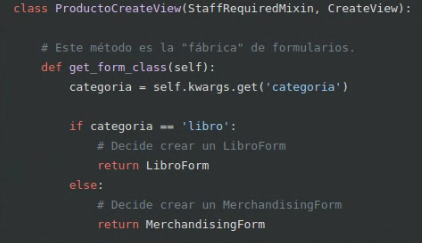 class ProductoCreateView(StaffRequiredMixin, CreateView):
# Este método es la "fábrica" de formularios.
def get_form_class(self):
categoria = self.kwargs.get('categoria')
if categoria == 'libro':
# Decide crear un LibroForm
return LibroForm
else:
# Decide crear un MerchandisingForm
return MerchandisingForm